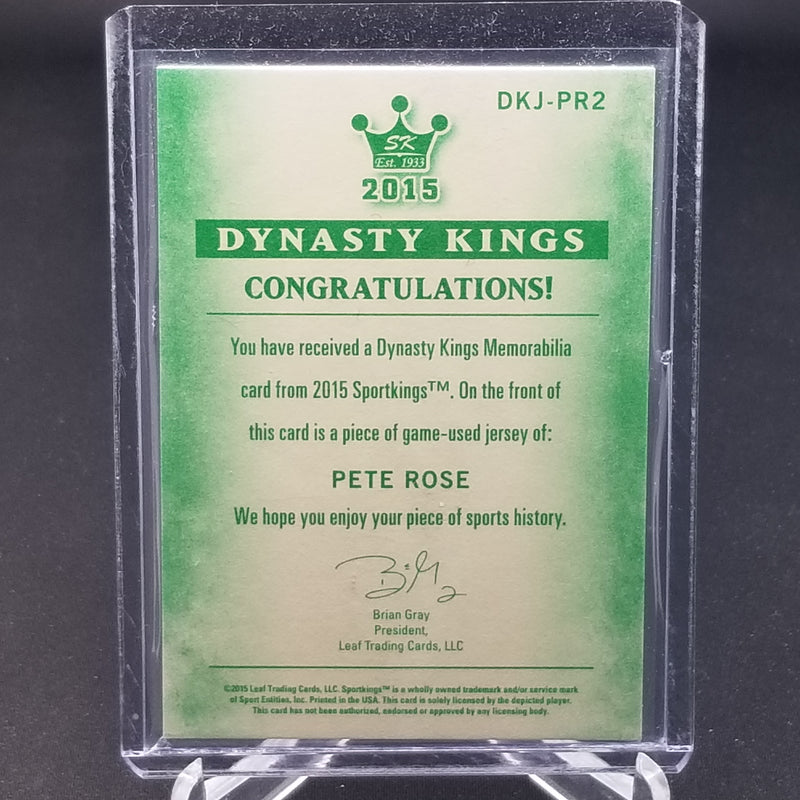 DKJ-PR2
SK
Est. 1933
2015
DYNASTY KINGS
CONGRATULATIONS!
You have received a Dynasty Kings Memorabilia
card from 2015 Sportkings™. On the front of
this card is a piece of game-used jersey of:
PETE ROSE
We hope you enjoy your piece of sports history.
Brian Gray
President,
Leaf Trading Cards, LLC
©2015 Leaf Trading Cards, LLC. Sportkings™ is a wholly owned trademark and/or service mark
of Sport Entities, Inc. Printed in the USA. This card is solely licensed by the depicted player.
This card has not been authorized, endorsed or approved by any licensing body.